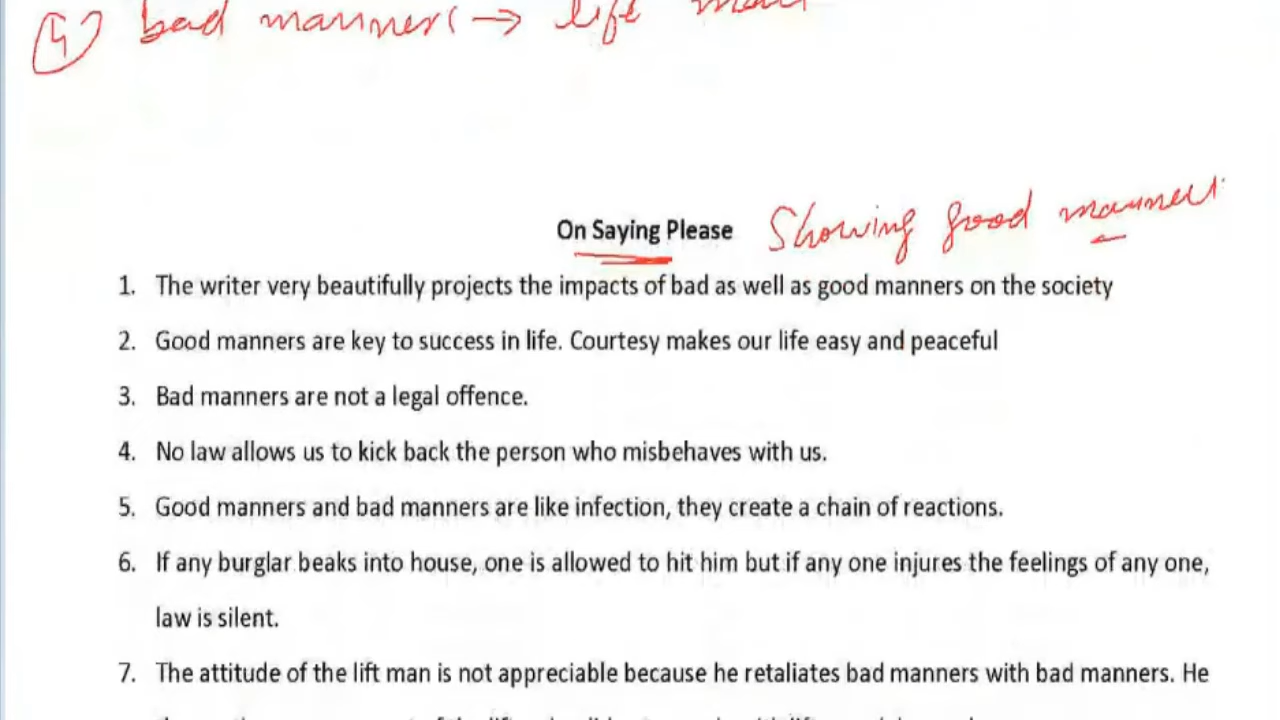 4) bad manners → lift man
On Saying Please Showing good manners
1. The writer very beautifully projects the impacts of bad as well as good manners on the society
2. Good manners are key to success in life. Courtesy makes our life easy and peaceful
3. Bad manners are not a legal offence.
4. No law allows us to kick back the person who misbehaves with us.
5. Good manners and bad manners are like infection, they create a chain of reactions.
6. If any burglar beaks into house, one is allowed to hit him but if any one injures the feelings of any one,
law is silent.
7. The attitude of the lift man is not appreciable because he retaliates bad manners with bad manners. He